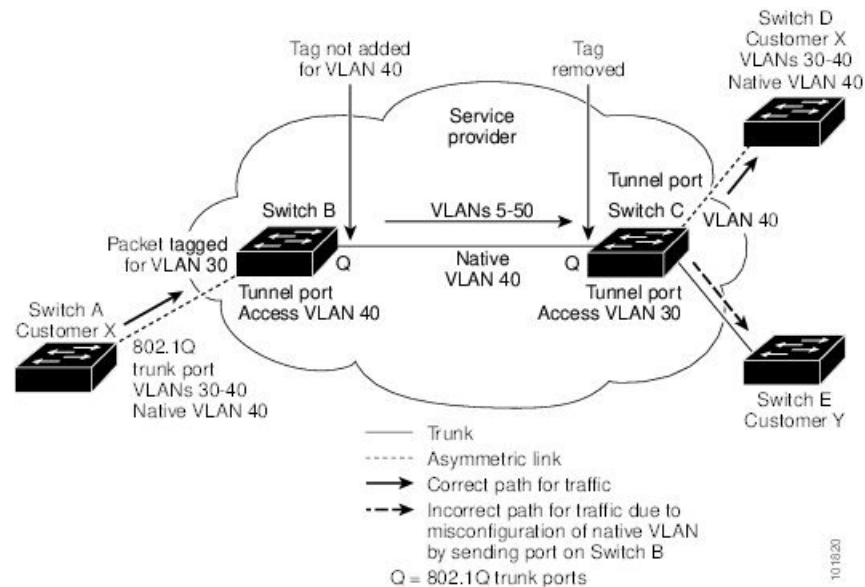 Tag not added
for VLAN 40
Tag
removed
Switch D
Customer X
VLANs 30-40
Native VLAN 40
Service
provider
Tunnel port
Switch B
VLANs 5-50
Switch C
VLAN 40
Packet tagged
for VLAN 30
Q
Native
VLAN 40
Q
Tunnel port
Access VLAN 40
Tunnel port
Access VLAN 30
Switch A
Customer X
802.1Q
trunk port
VLANs 30-40
Native VLAN 40
Switch E
Customer Y
Trunk
Asymmetric link
Correct path for traffic
Incorrect path for traffic due to
misconfiguration of native VLAN
by sending port on Switch B
Q = 802.1Q trunk ports
101820